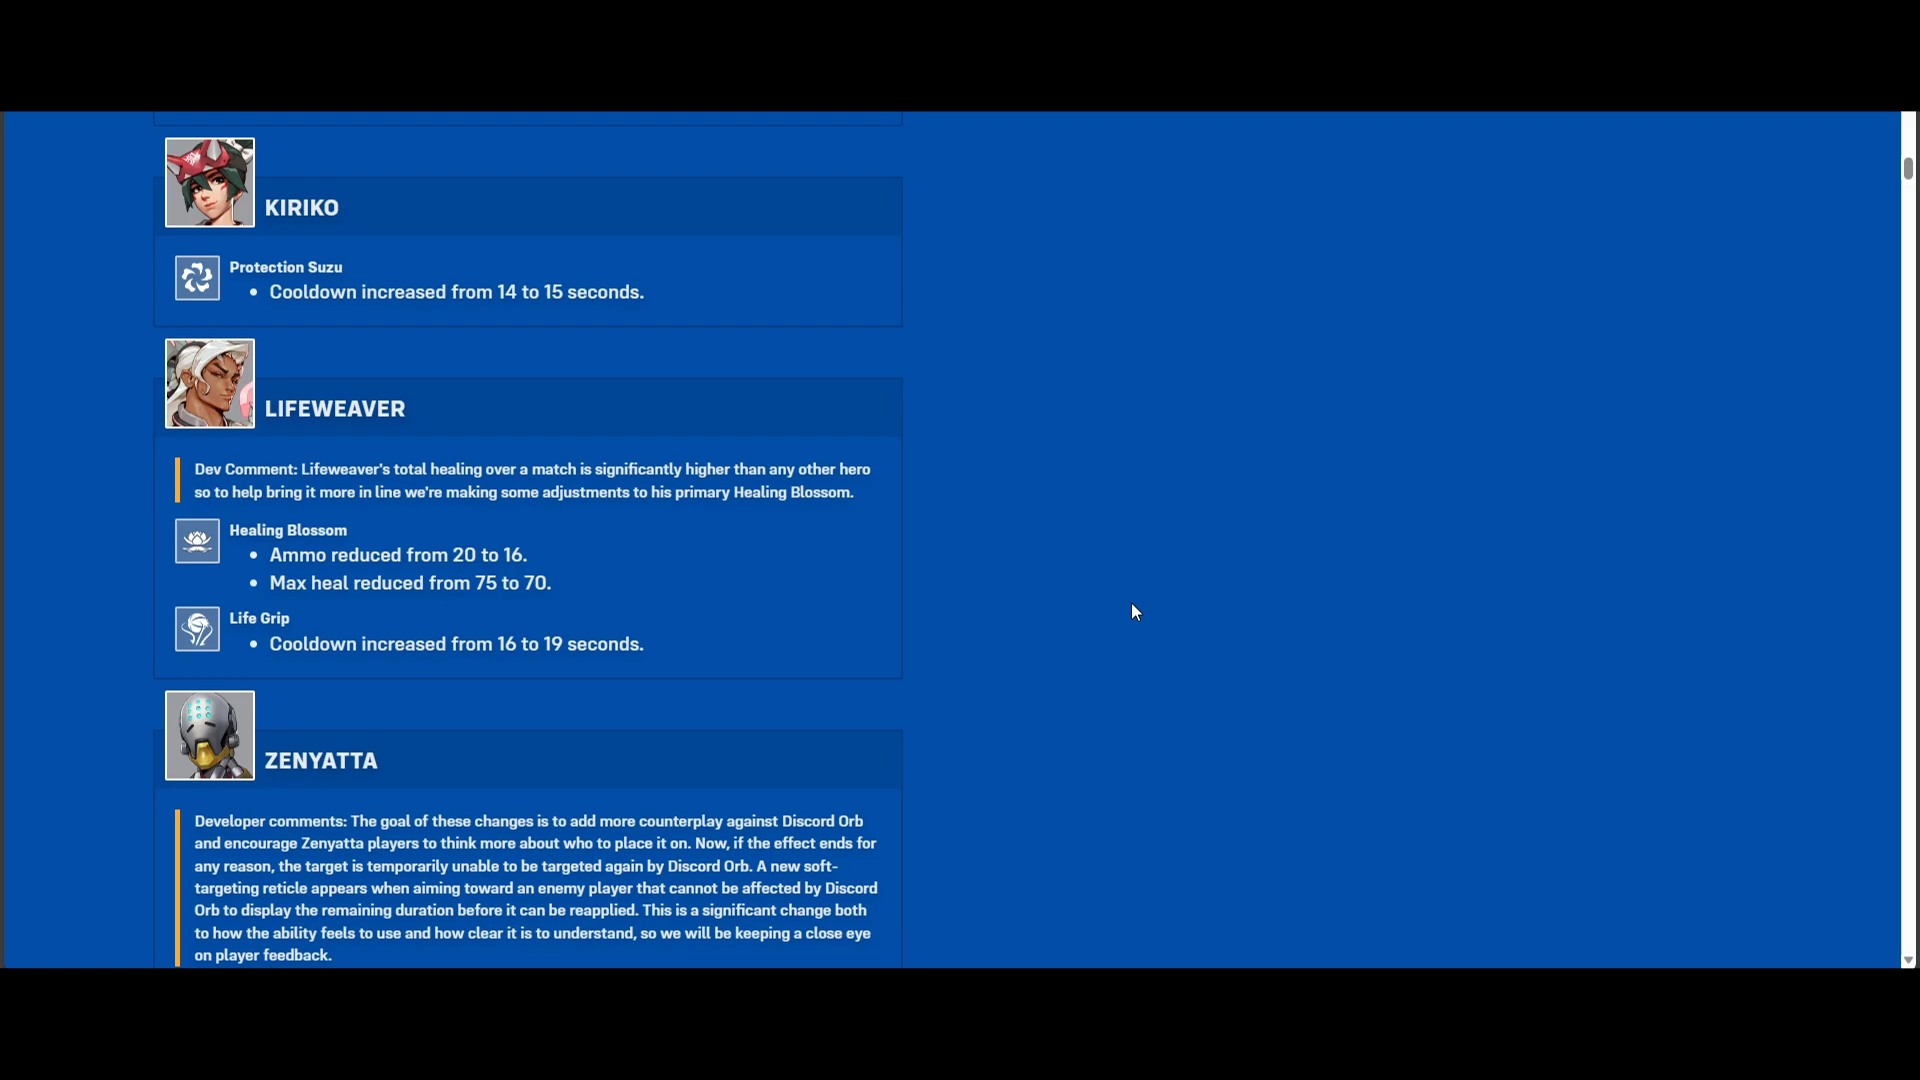 KIRIKO
Protection Suzu
• Cooldown increased from 14 to 15 seconds.
LIFEWEAVER
Dev Comment: Lifeweaver's total healing over a match is significantly higher than any other hero
so to help bring it more in line we're making some adjustments to his primary Healing Blossom.
Healing Blossom
• Ammo reduced from 20 to 16.
• Max heal reduced from 75 to 70.
Life Grip
• Cooldown increased from 16 to 19 seconds.
ZENYATTA
Developer comments: The goal of these changes is to add more counterplay against Discord Orb
and encourage Zenyatta players to think more about who to place it on. Now, if the effect ends for
any reason, the target is temporarily unable to be targeted again by Discord Orb. A new soft-
targeting reticle appears when aiming toward an enemy player that cannot be affected by Discord
Orb to display the remaining duration before it can be reapplied. This is a significant change both
to how the ability feels to use and how clear it is to understand, so we will be keeping a close eye
on player feedback.